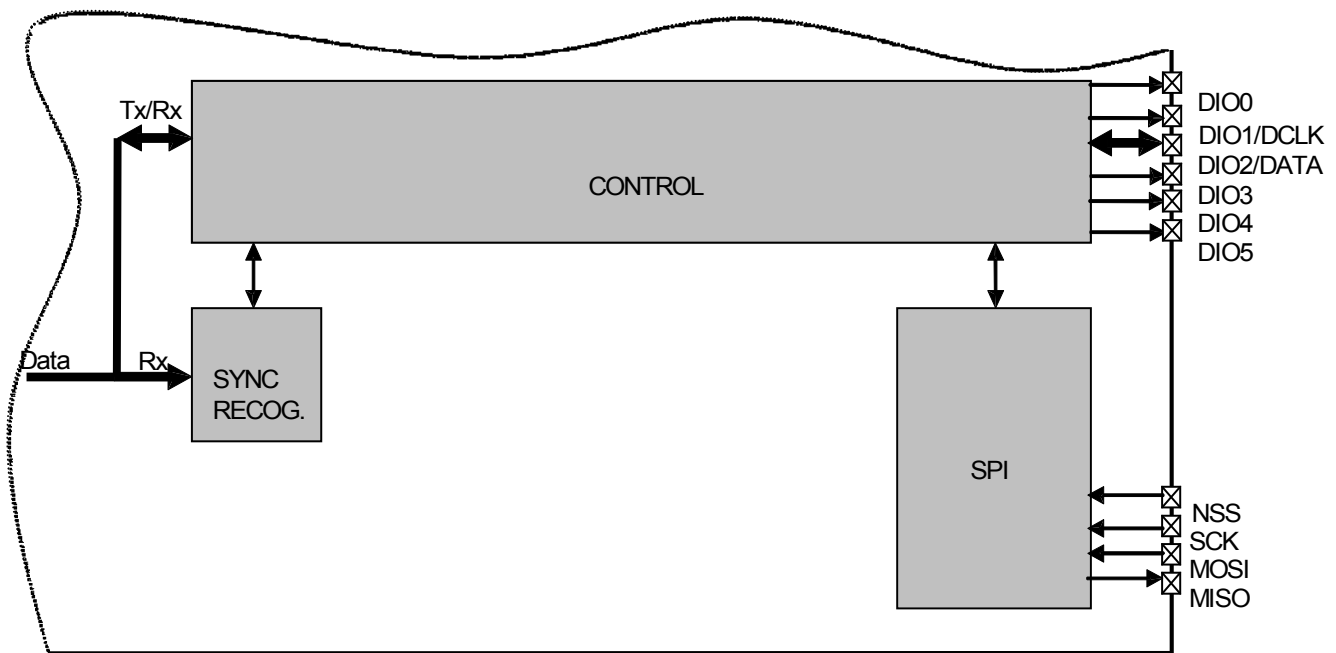 Tx/Rx
CONTROL
DIO0
DIO1/DCLK
DIO2/DATA
DIO3
DIO4
DIO5
Data
Rx
SYNC
RECOG.
SPI
NSS
SCK
MOSI
MISO